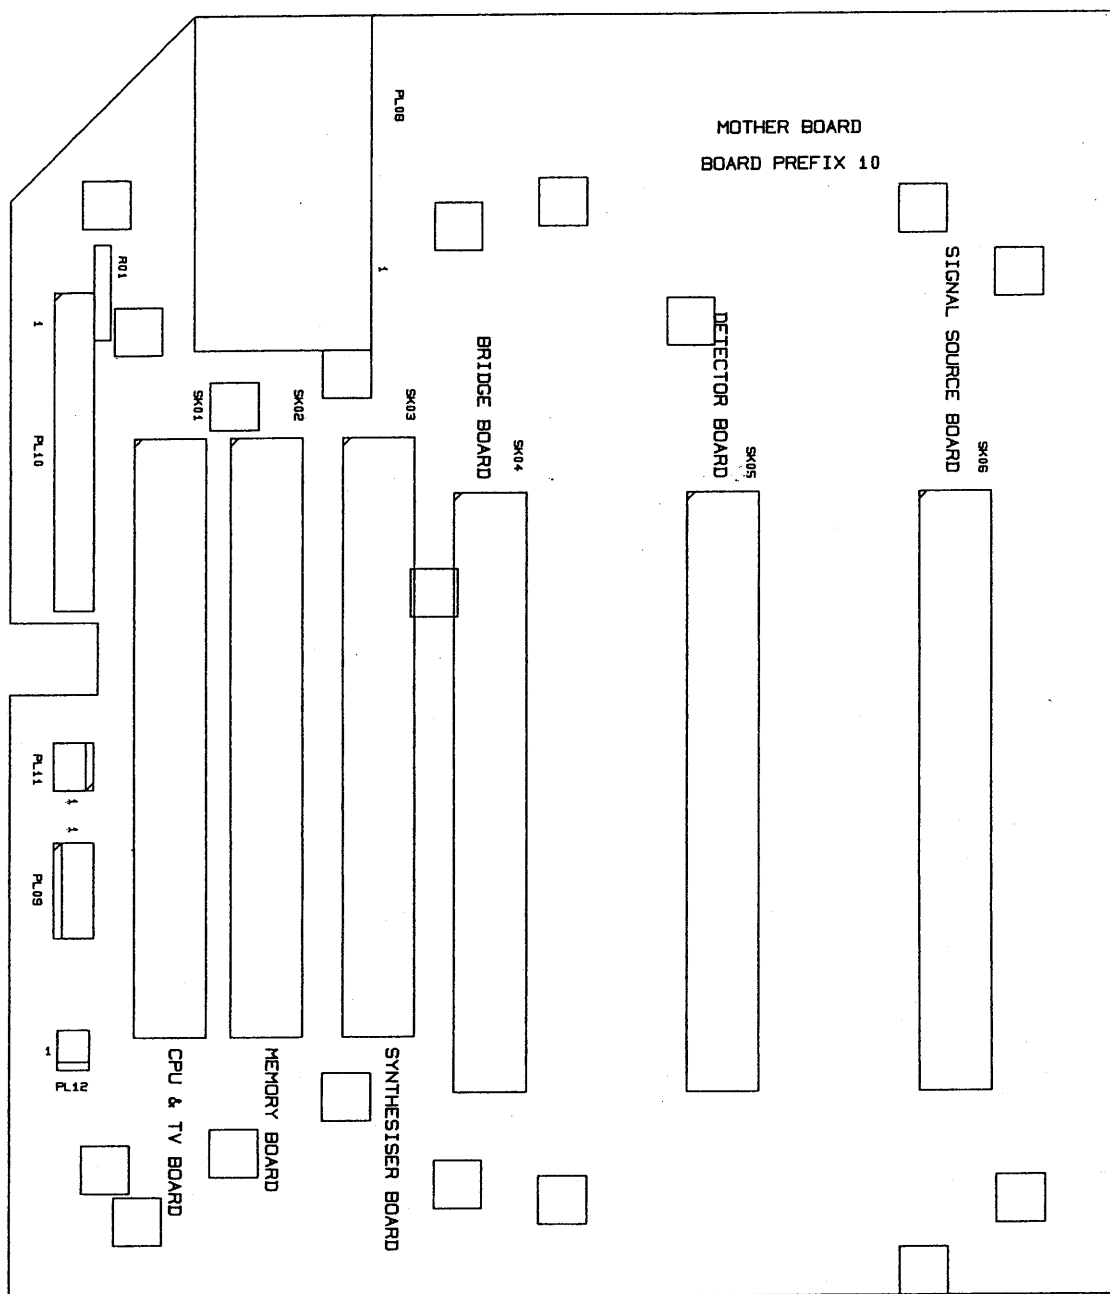 PL08
MOTHER BOARD
BOARD PREFIX 10
1
R01
1
PL10
SK01
SK02
SK03
BRIDGE BOARD
SK04
DETECTOR BOARD
SK05
SIGNAL SOURCE BOARD
SK06
PL11
1
1
PL09
1
PL12
CPU & TV BOARD
MEMORY BOARD
SYNTHESISER BOARD